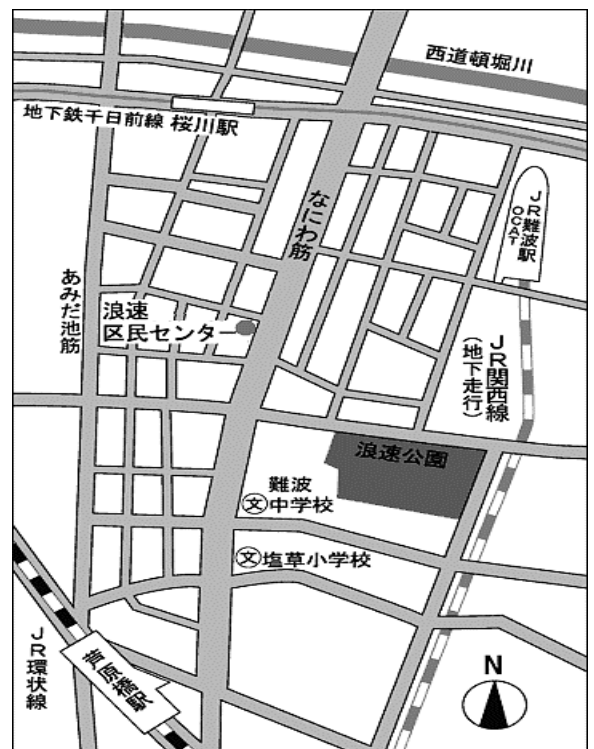 西道頓堀川
地下鉄千日前線 桜川駅
なにわ筋
JR難波駅
OCAT
あみだ池筋
浪速
区民センター
JR関西線
(地下走行)
浪速公園
難波
文中学校
文塩草小学校
JR環状線
芦原橋駅
N